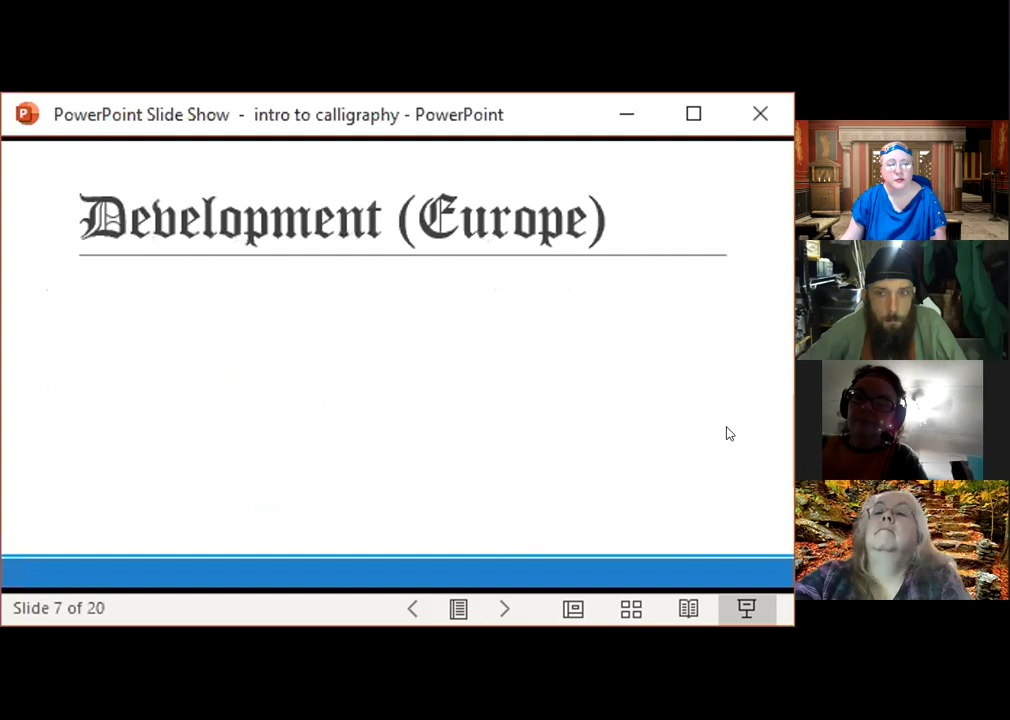 PowerPoint Slide Show - intro to calligraphy - PowerPoint
Development (Europe)
Slide 7 of 20